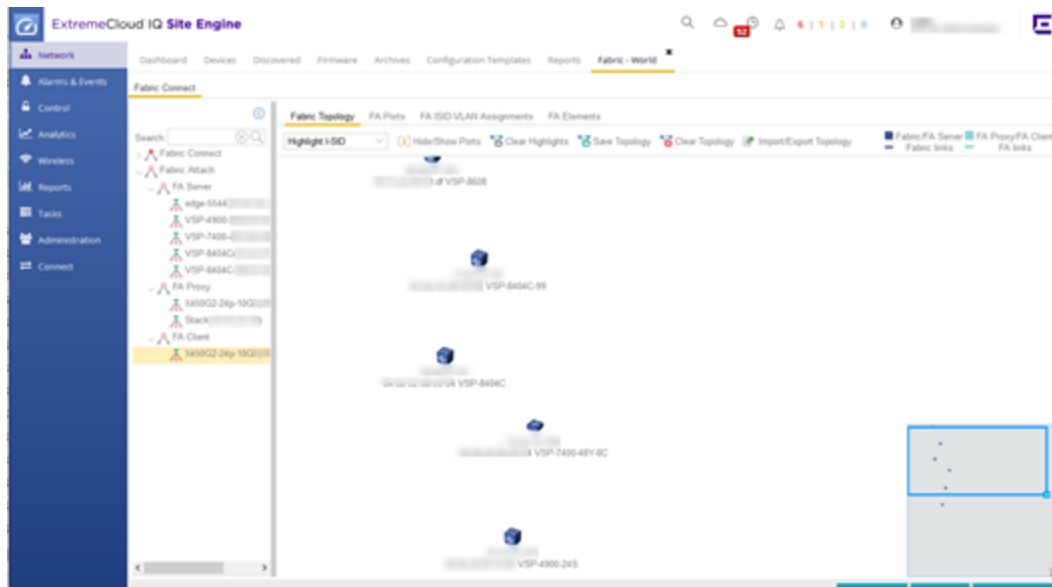 ExtremeCloud IQ Site Engine
52
6 | 1 | 3 | 0
Network
Alarms & Events
Control
Analytics
Wireless
Reports
Tasks
Administration
Connect
Dashboard Devices Discovered Firmware Archives Configuration Templates Reports Fabric - World
Fabric Connect
Search:
Fabric Connect
Fabric Attach
FA Server
edge-5544
VSP-4900-
VSP-7400-
VSP-8404C
VSP-8404C-
FA Proxy
X450G2-24p-10G
Stack
FA Client
X450G2-24p-10G
Fabric Topology FA Ports FA ISID-VLAN Assignments FA Elements
Highlight I-SID Hide/Show Ports Clear Highlights Save Topology Clear Topology Import/Export Topology
Fabric/FA Server FA Proxy/FA Client
Fabric links FA links
VSP-8608
VSP-8404C-99
VSP-8404C
VSP-7400-48Y-8C
VSP-4900-24S